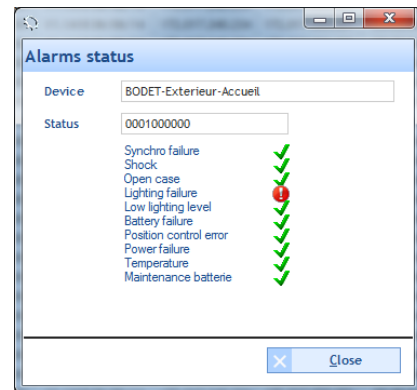 Alarms status
Device BODET-Exterieur-Accueil
Status 0001000000
Synchro failure
Shock
Open case
Lighting failure
Low lighting level
Battery failure
Position control error
Power failure
Temperature
Maintenance batterie
Close